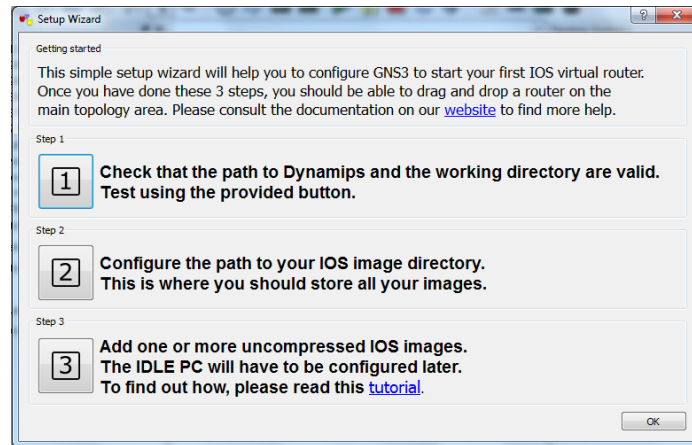 Setup Wizard
Getting started
This simple setup wizard will help you to configure GNS3 to start your first IOS virtual router.
Once you have done these 3 steps, you should be able to drag and drop a router on the
main topology area. Please consult the documentation on our website to find more help.
Step 1
1
Check that the path to Dynamips and the working directory are valid.
Test using the provided button.
Step 2
2
Configure the path to your IOS image directory.
This is where you should store all your images.
Step 3
3
Add one or more uncompressed IOS images.
The IDLE PC will have to be configured later.
To find out how, please read this tutorial.
OK